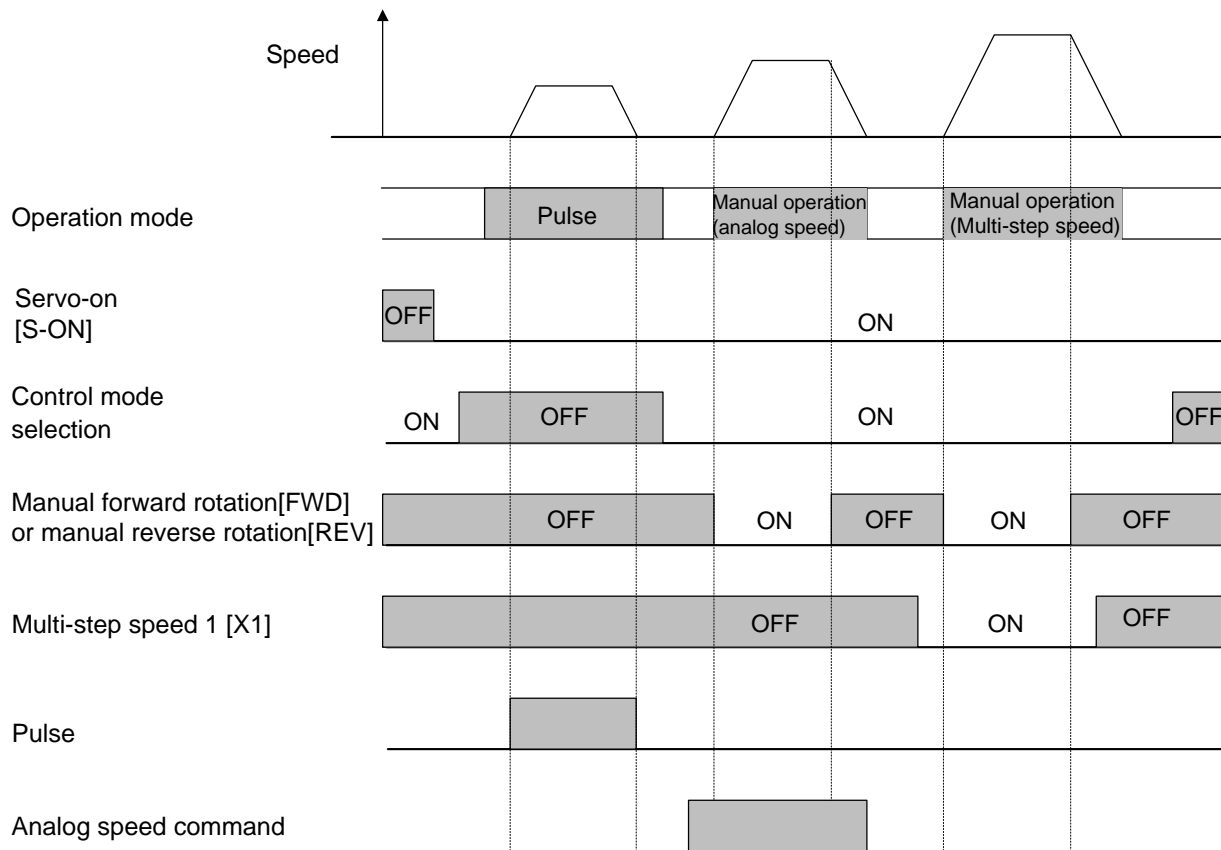 Speed
Operation mode
Pulse
Manual operation
(analog speed)
Manual operation
(Multi-step speed)
Servo-on
[S-ON]
OFF
ON
Control mode
selection
ON
OFF
ON
OFF
Manual forward rotation[FWD]
or manual reverse rotation[REV]
OFF
ON
OFF
ON
OFF
Multi-step speed 1 [X1]
OFF
ON
OFF
Pulse
Analog speed command